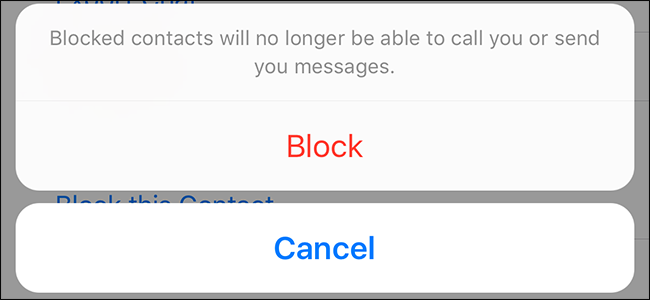 Blocked contacts will no longer be able to call you or send
you messages.
Block
Block this Contact
Cancel